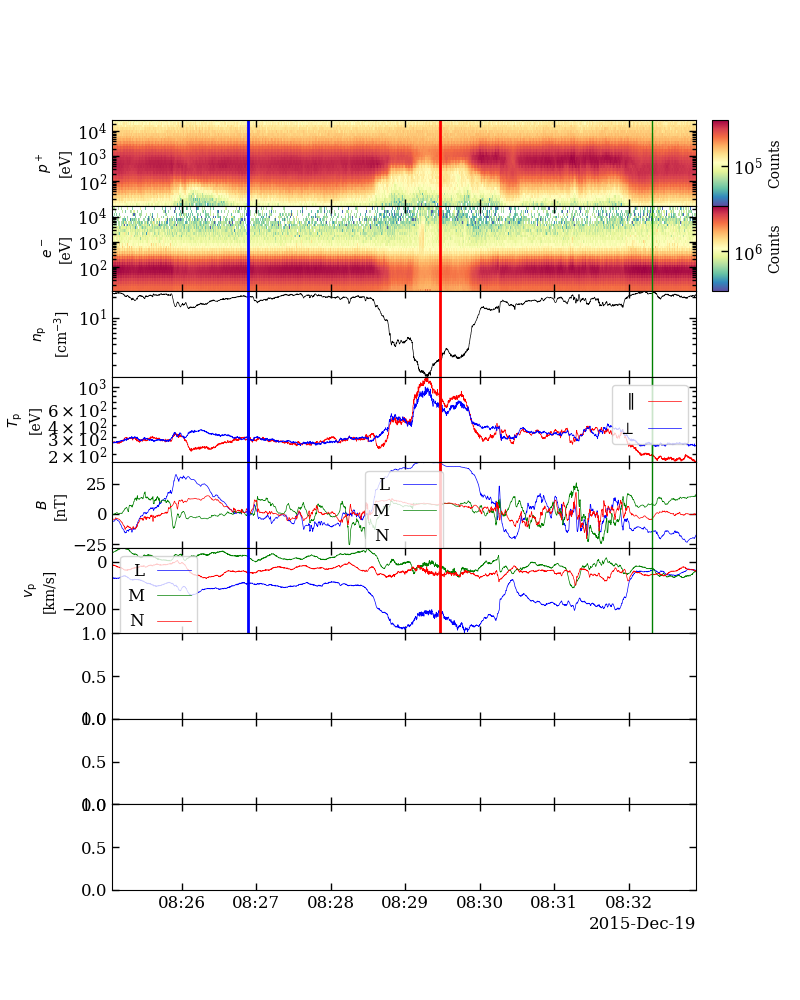 10^4
10^3
10^2
p^+
[eV]
10^5
Counts
10^4
10^3
10^2
e^-
[eV]
10^6
Counts
10^1
n_p
[cm^{-3}]
10^3
6 × 10^2
4 × 10^2
3 × 10^2
2 × 10^2
T_p
[eV]
∥
⊥
25
0
−25
B
[nT]
L
M
N
0
−200
v_p
[km/s]
L
M
N
1.0
0.5
0.0
1.0
0.5
0.0
1.0
0.5
0.0
08:26 08:27 08:28 08:29 08:30 08:31 08:32
2015-Dec-19